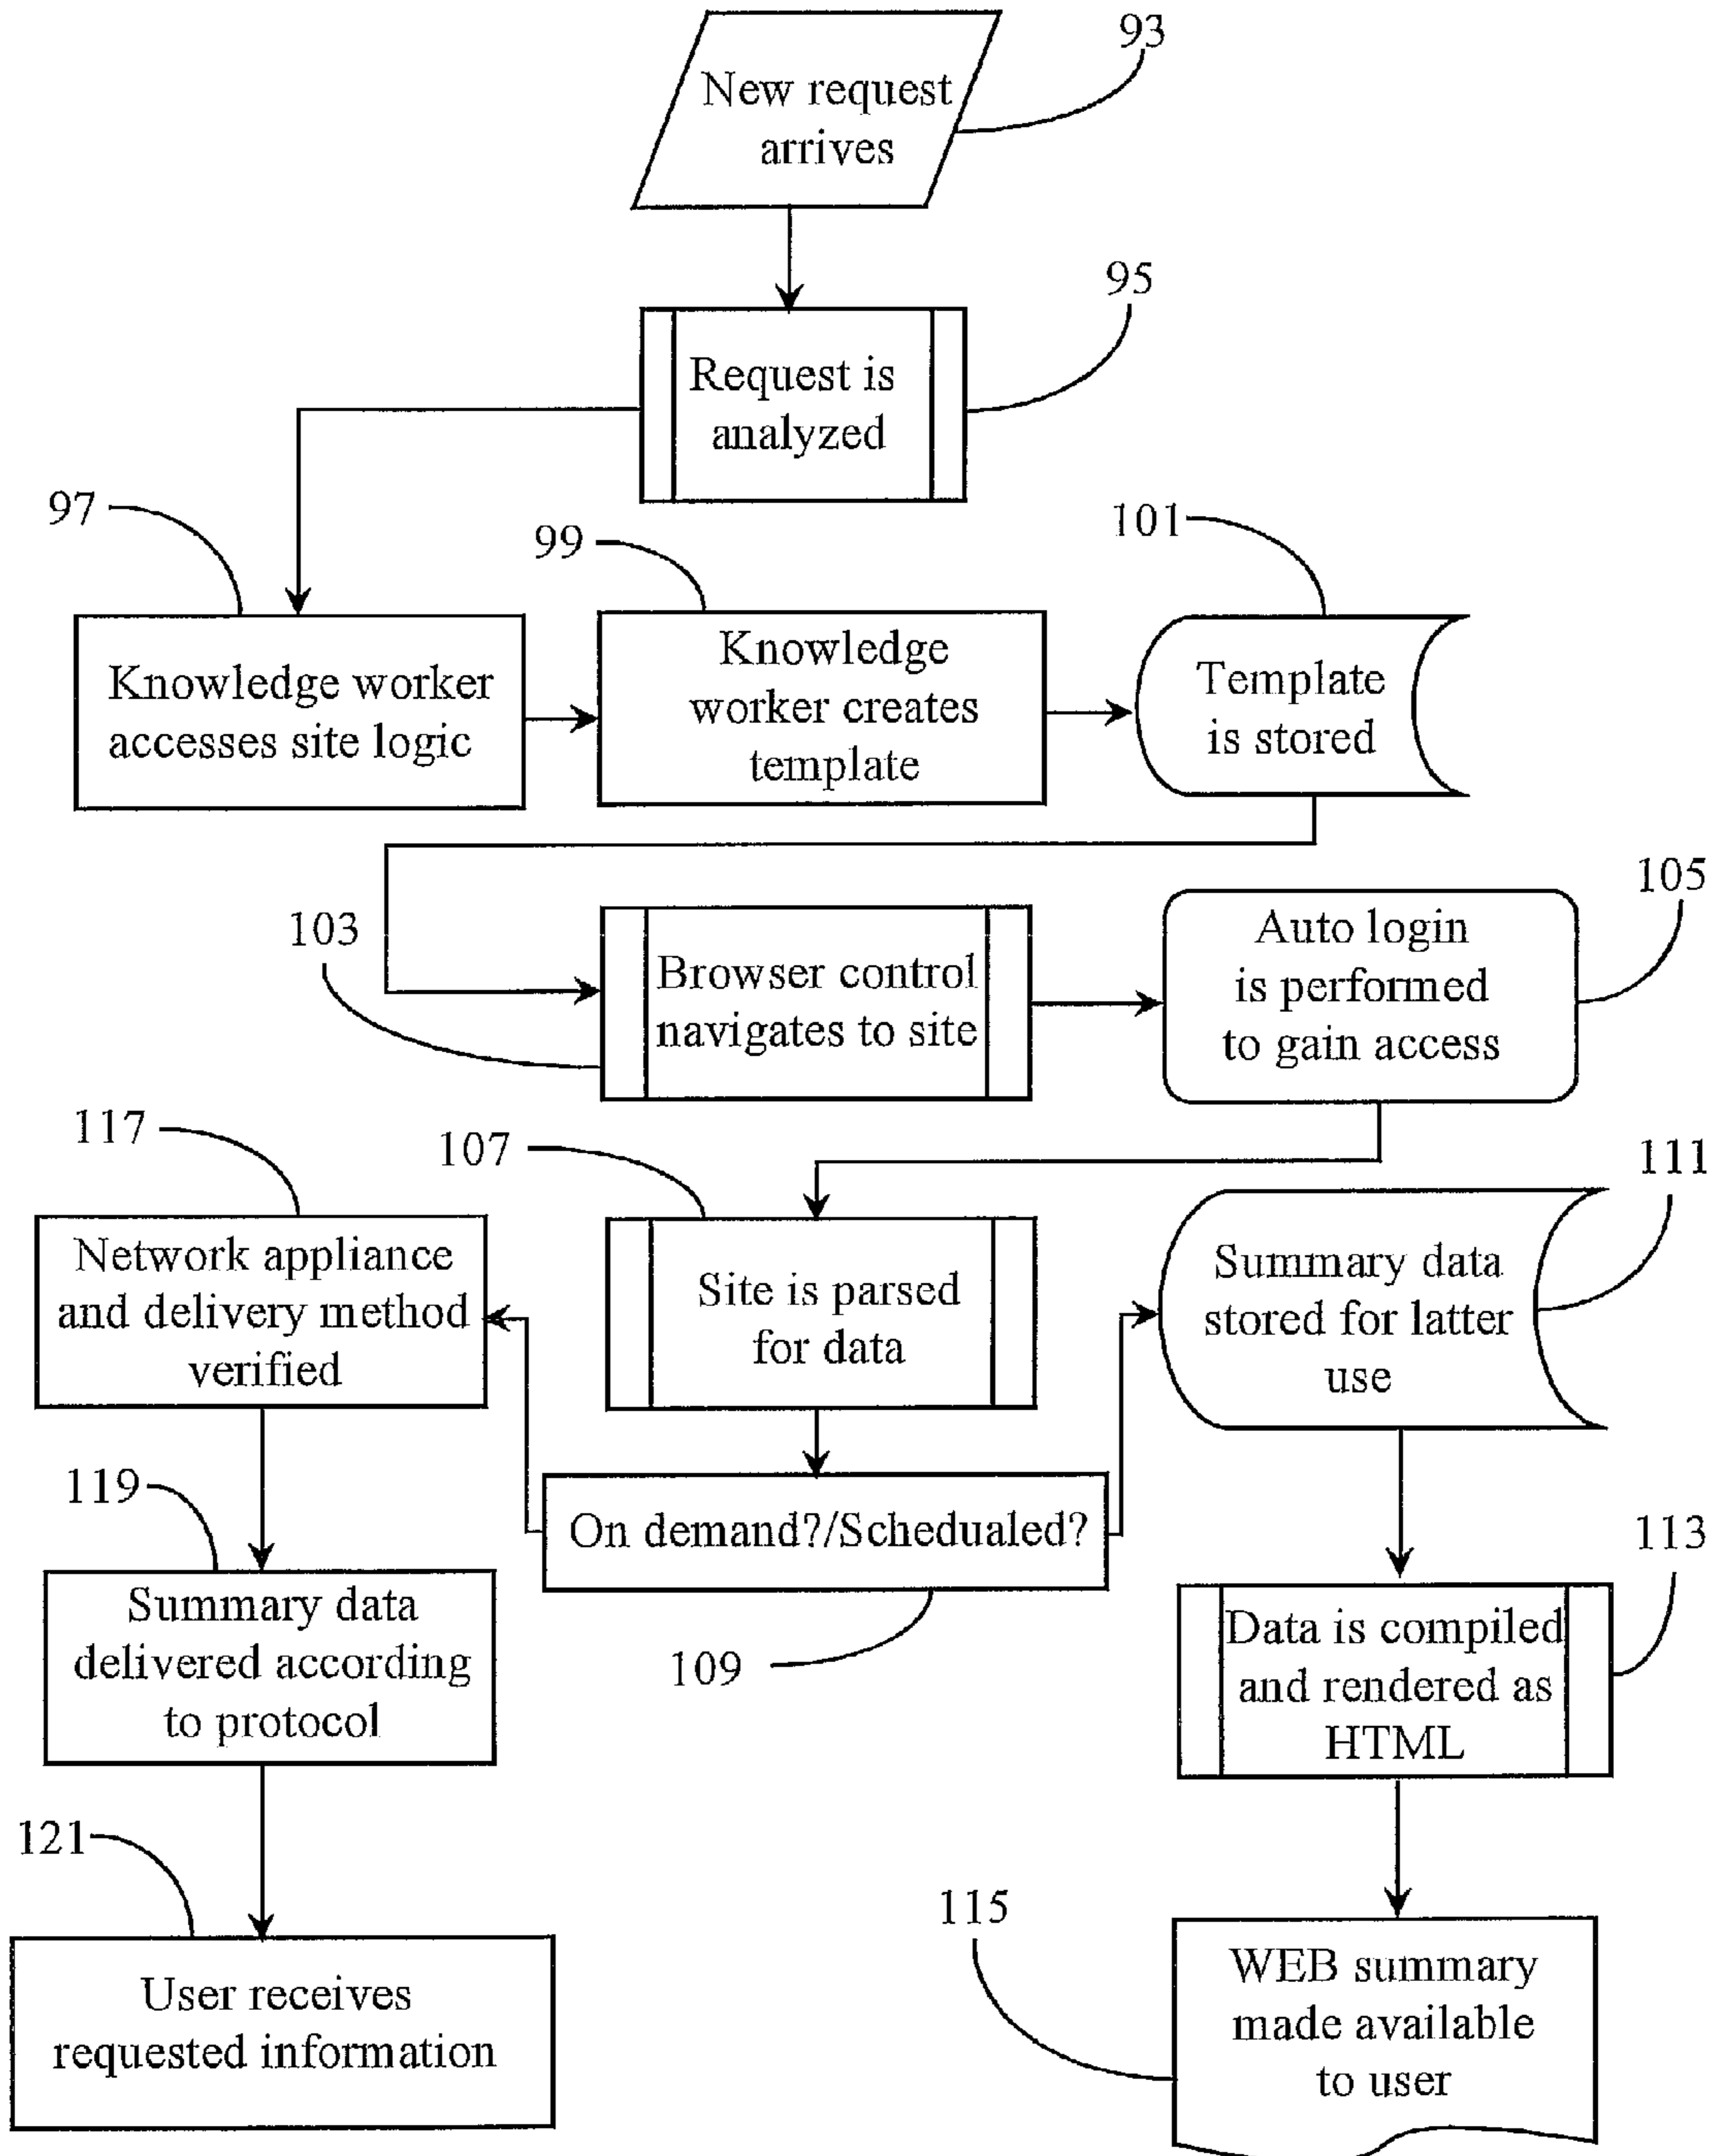 93
New request
arrives
95
Request is
analyzed
97
Knowledge worker
accesses site logic
99
Knowledge
worker creates
template
101
Template
is stored
103
Browser control
navigates to site
105
Auto login
is performed
to gain access
107
Site is parsed
for data
109
On demand?/Schedualed?
111
Summary data
stored for latter
use
113
Data is compiled
and rendered as
HTML
115
WEB summary
made available
to user
117
Network appliance
and delivery method
verified
119
Summary data
delivered according
to protocol
121
User receives
requested information